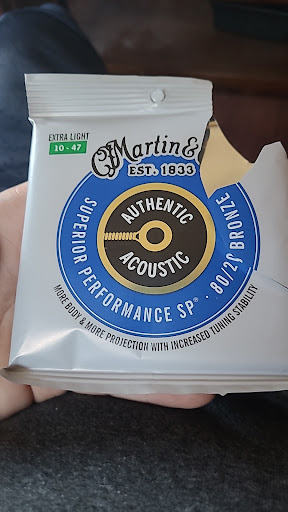 EXTRA LIGHT
10 - 47
Martin &
EST. 1833
AUTHENTIC
ACOUSTIC
SUPERIOR PERFORMANCE SP® · 80/20 BRONZE
MORE BODY & MORE PROJECTION WITH INCREASED TUNING STABILITY